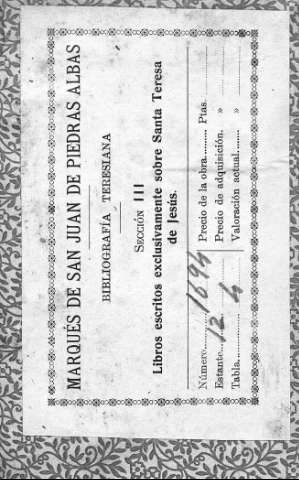 MARQUÉS DE SAN JUAN DE PIEDRAS ALBAS
BIBLIOGRAFÍA TERESIANA
SECCIÓN III
Libros escritos exclusivamente sobre Santa Teresa
de Jesús.
Número..... 1694 Precio de la obra..... Ptas.
Estante..... 12 Precio de adquisición. »
Tabla..... 4 Valoración actual..... »